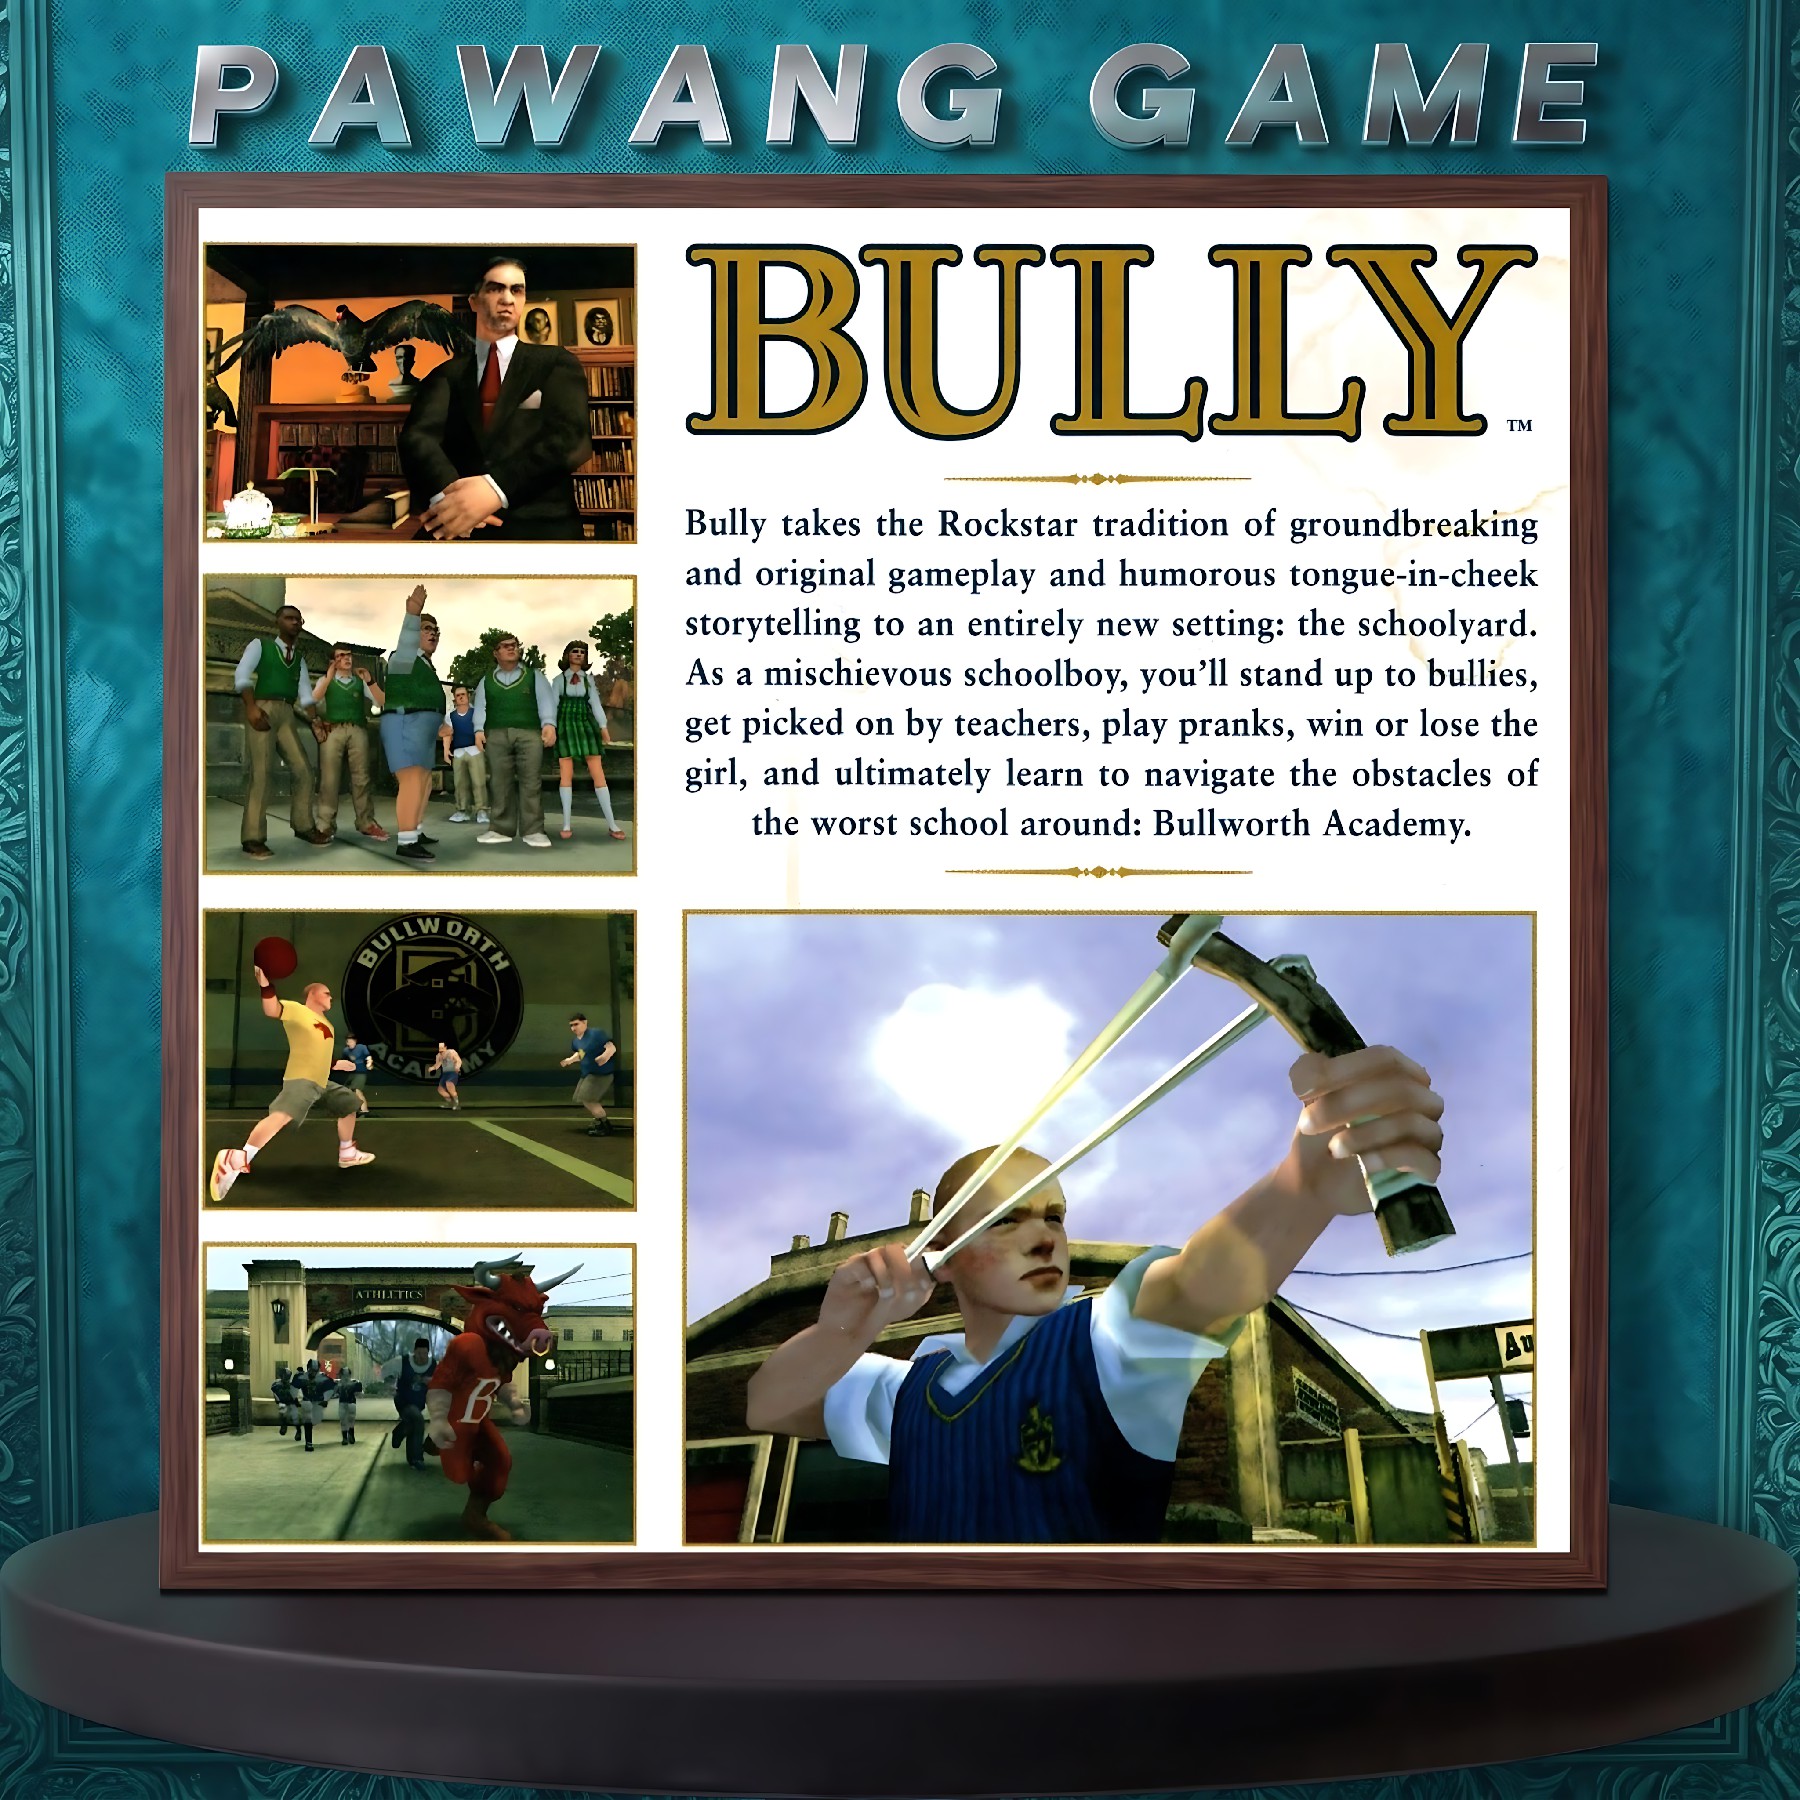 PAWANG GAME
BULLY™
Bully takes the Rockstar tradition of groundbreaking
and original gameplay and humorous tongue-in-cheek
storytelling to an entirely new setting: the schoolyard.
As a mischievous schoolboy, you'll stand up to bullies,
get picked on by teachers, play pranks, win or lose the
girl, and ultimately learn to navigate the obstacles of
the worst school around: Bullworth Academy.
BULLWORTH
ACADEMY
ATHLETICS
B
Au